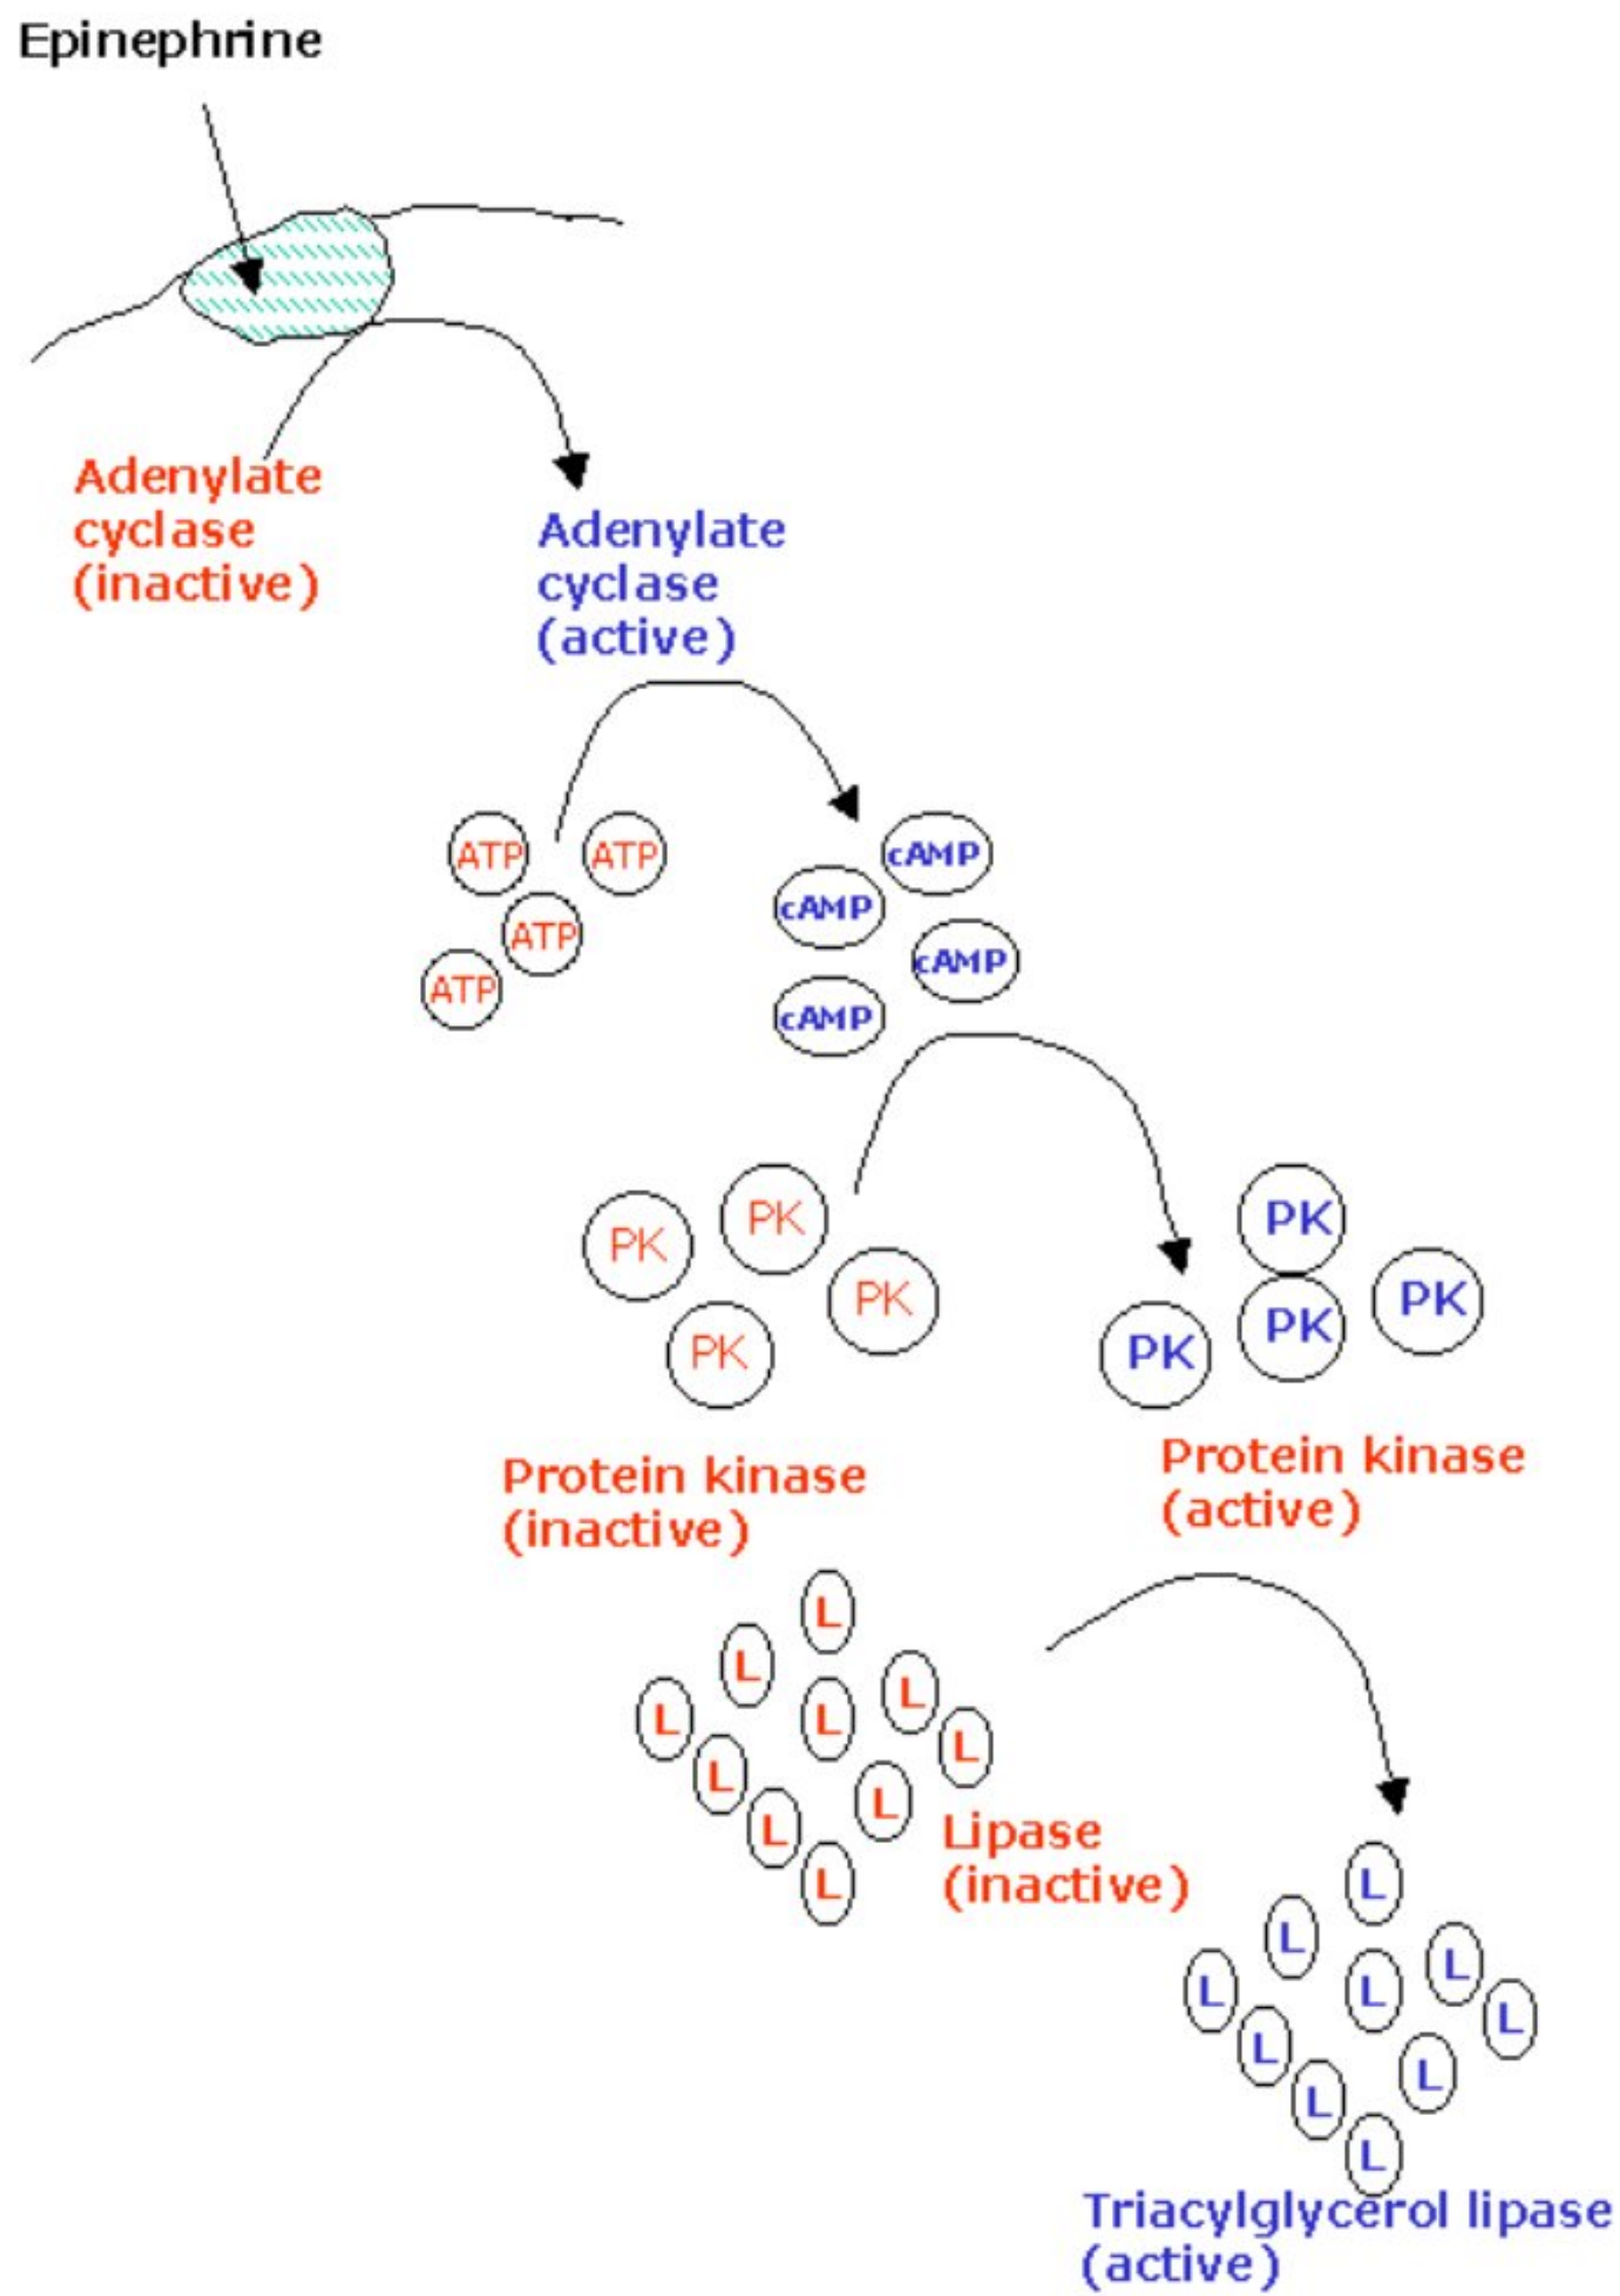 Epinephrine
Adenylate
cyclase
(inactive)
Adenylate
cyclase
(active)
ATP
ATP
ATP
ATP
cAMP
cAMP
cAMP
cAMP
PK
PK
PK
PK
PK
PK
PK
PK
Protein kinase
(inactive)
Protein kinase
(active)
L
L
L
L
L
L
L
L
L
L
Lipase
(inactive)
L
L
L
L
L
L
L
L
L
L
Triacylglycerol lipase
(active)